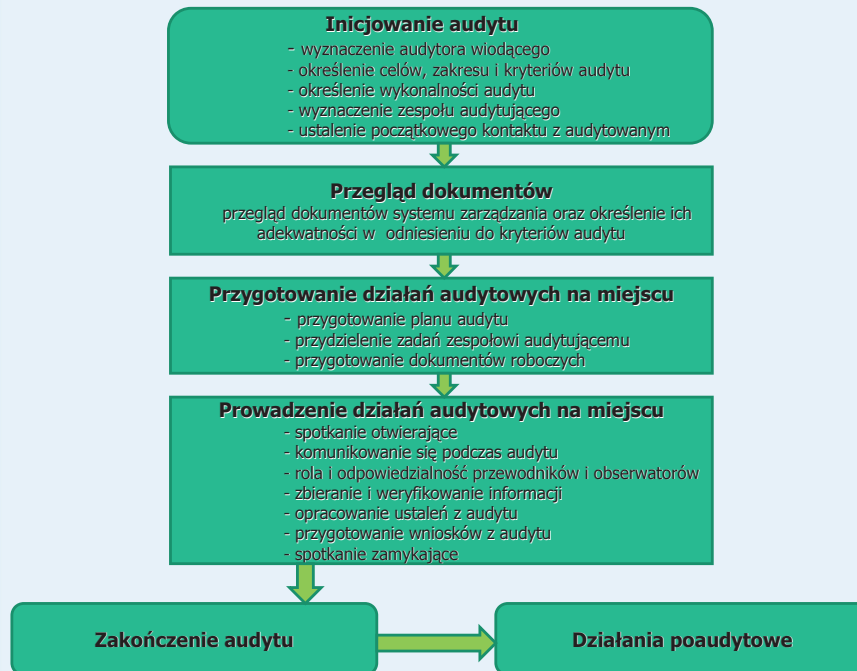 Inicjowanie audytu
- wyznaczenie audytora wiodącego
- określenie celów, zakresu i kryteriów audytu
- określenie wykonalności audytu
- wyznaczenie zespołu audytującego
- ustalenie początkowego kontaktu z audytowanym
Przegląd dokumentów
przegląd dokumentów systemu zarządzania oraz określenie ich
adekwatności w odniesieniu do kryteriów audytu
Przygotowanie działań audytowych na miejscu
- przygotowanie planu audytu
- przydzielenie zadań zespołowi audytującemu
- przygotowanie dokumentów roboczych
Prowadzenie działań audytowych na miejscu
- spotkanie otwierające
- komunikowanie się podczas audytu
- rola i odpowiedzialność przewodników i obserwatorów
- zbieranie i weryfikowanie informacji
- opracowanie ustaleń z audytu
- przygotowanie wniosków z audytu
- spotkanie zamykające
Zakończenie audytu
Działania poaudytowe